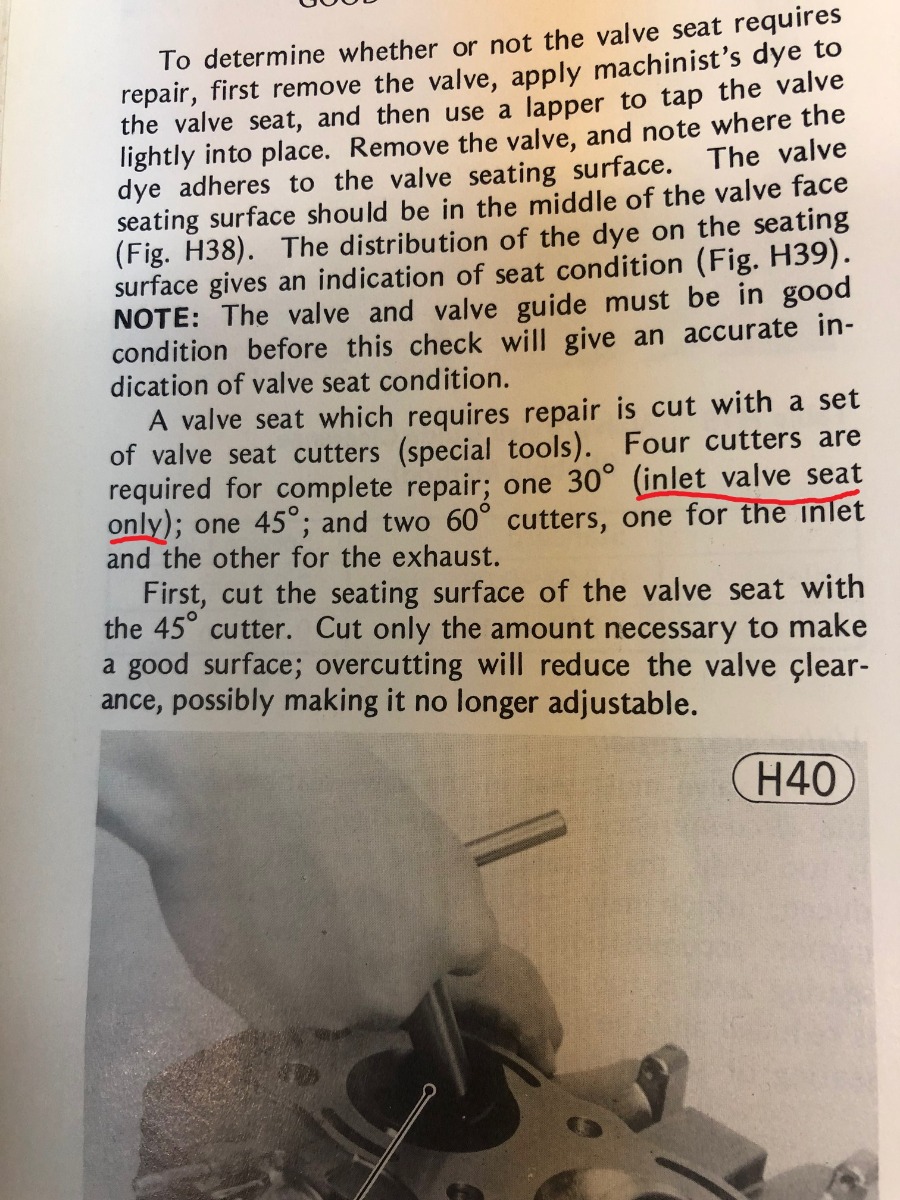 GOOD
To determine whether or not the valve seat requires
repair, first remove the valve, apply machinist's dye to
the valve seat, and then use a lapper to tap the valve
lightly into place. Remove the valve, and note where the
dye adheres to the valve seating surface. The valve
seating surface should be in the middle of the valve face
(Fig. H38). The distribution of the dye on the seating
surface gives an indication of seat condition (Fig. H39).
NOTE: The valve and valve guide must be in good
condition before this check will give an accurate in-
dication of valve seat condition.
A valve seat which requires repair is cut with a set
of valve seat cutters (special tools). Four cutters are
required for complete repair; one 30° (inlet valve seat
only); one 45°; and two 60° cutters, one for the inlet
and the other for the exhaust.
First, cut the seating surface of the valve seat with
the 45° cutter. Cut only the amount necessary to make
a good surface; overcutting will reduce the valve clear-
ance, possibly making it no longer adjustable.
H40